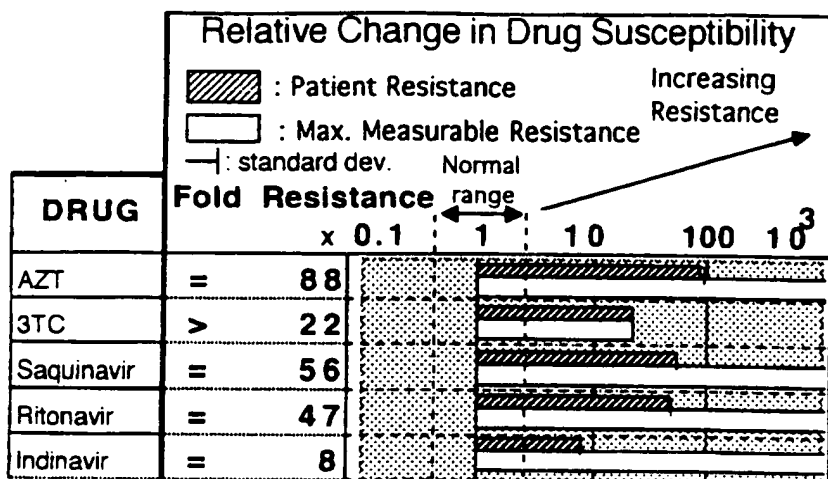 Relative Change in Drug Susceptibility
: Patient Resistance
: Max. Measurable Resistance
: standard dev.
Normal range
Increasing Resistance
DRUG
Fold Resistance
x 0.1 1 10 100 10³
AZT = 88
3TC > 22
Saquinavir = 56
Ritonavir = 47
Indinavir = 8